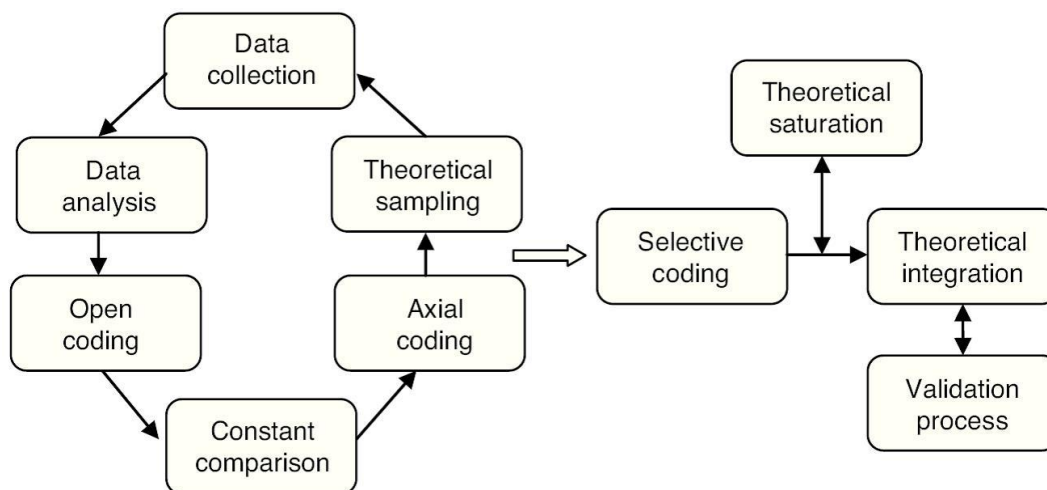 Data
collection
Data
analysis
Open
coding
Constant
comparison
Axial
coding
Theoretical
sampling
Selective
coding
Theoretical
saturation
Theoretical
integration
Validation
process